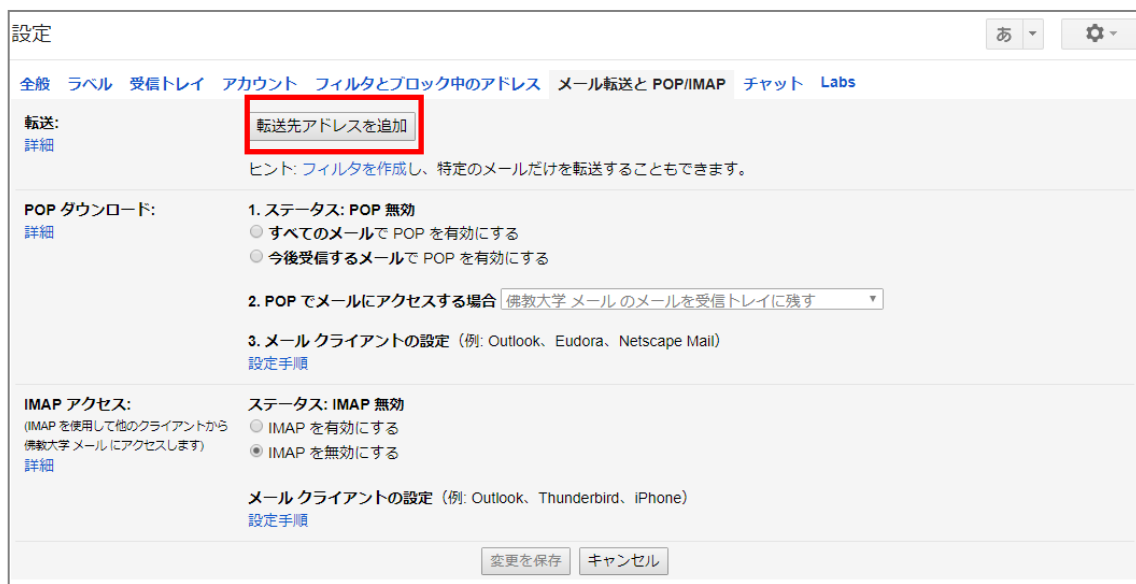 設定
あ
全般 ラベル 受信トレイ アカウント フィルタとブロック中のアドレス メール転送と POP/IMAP チャット Labs
転送:
詳細
転送先アドレスを追加
ヒント: フィルタを作成し、特定のメールだけを転送することもできます。
POP ダウンロード:
詳細
1. ステータス: POP 無効
すべてのメールで POP を有効にする
今後受信するメールで POP を有効にする
2. POP でメールにアクセスする場合 佛教大学 メール のメールを受信トレイに残す
3. メール クライアントの設定（例: Outlook、Eudora、Netscape Mail）
設定手順
IMAP アクセス:
(IMAP を使用して他のクライアントから
佛教大学 メール にアクセスします)
詳細
ステータス: IMAP 無効
IMAP を有効にする
IMAP を無効にする
メール クライアントの設定（例: Outlook、Thunderbird、iPhone）
設定手順
変更を保存 キャンセル